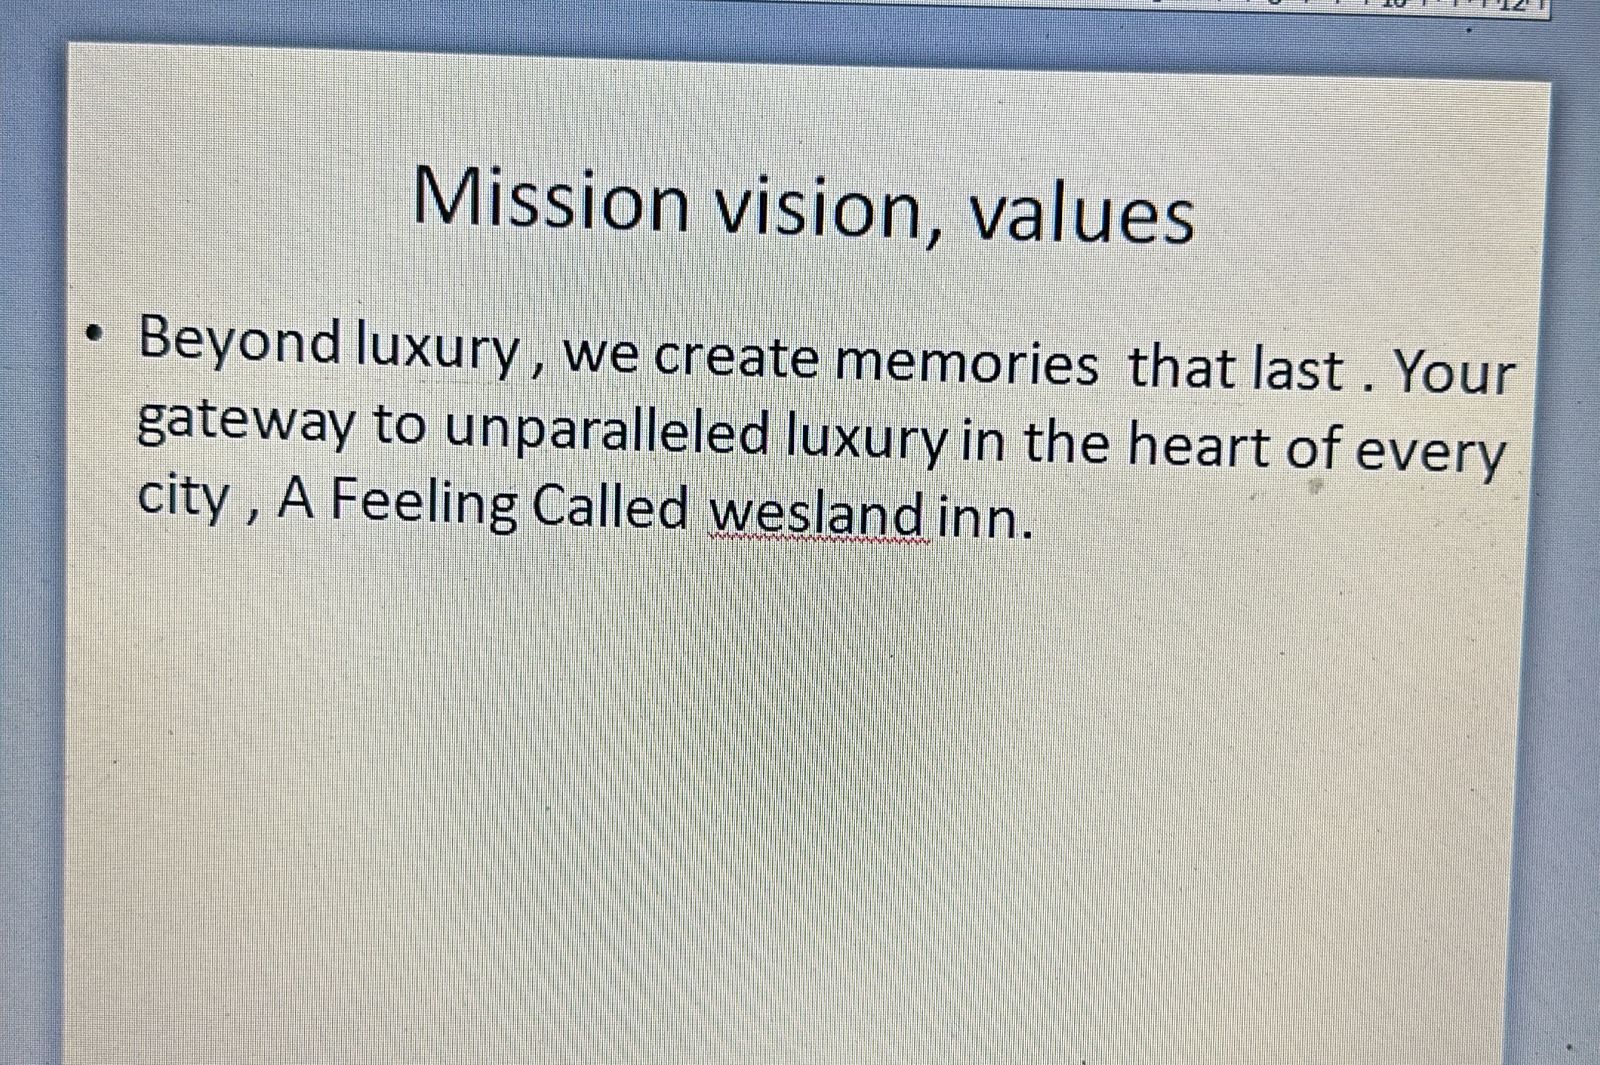 Mission vision, values
• Beyond luxury , we create memories  that last . Your
gateway to unparalleled luxury in the heart of every
city , A Feeling Called wesland inn.